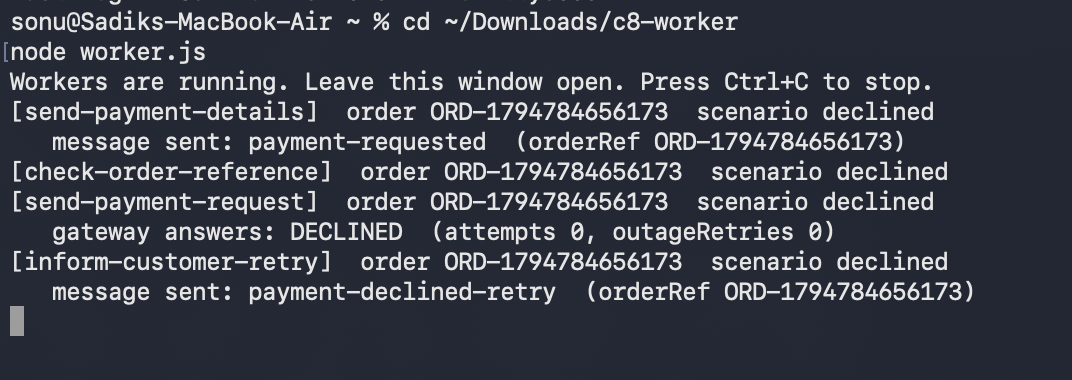 sonu@Sadiks-MacBook-Air ~ % cd ~/Downloads/c8-worker
[node worker.js
Workers are running. Leave this window open. Press Ctrl+C to stop.
[send-payment-details]  order ORD-1794784656173  scenario declined
   message sent: payment-requested  (orderRef ORD-1794784656173)
[check-order-reference]  order ORD-1794784656173  scenario declined
[send-payment-request]  order ORD-1794784656173  scenario declined
   gateway answers: DECLINED  (attempts 0, outageRetries 0)
[inform-customer-retry]  order ORD-1794784656173  scenario declined
   message sent: payment-declined-retry  (orderRef ORD-1794784656173)